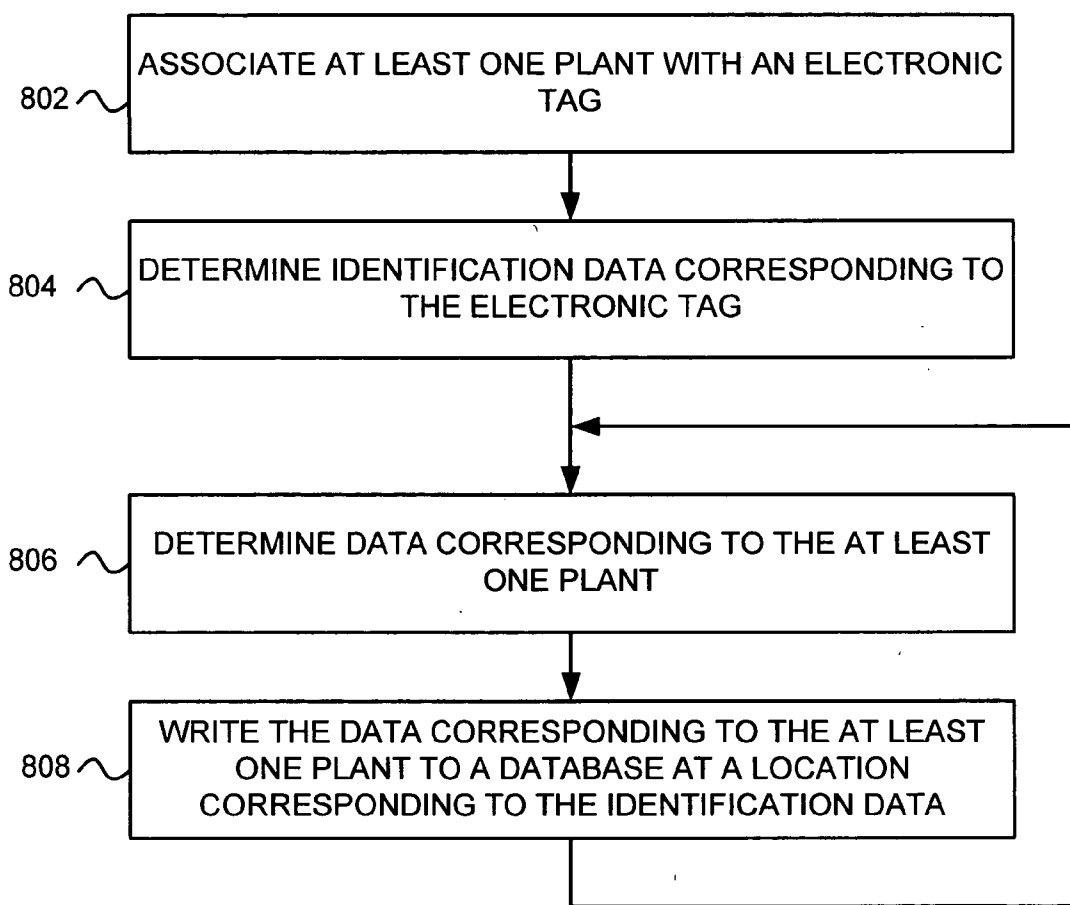 802
ASSOCIATE AT LEAST ONE PLANT WITH AN ELECTRONIC
TAG
804
DETERMINE IDENTIFICATION DATA CORRESPONDING TO
THE ELECTRONIC TAG
806
DETERMINE DATA CORRESPONDING TO THE AT LEAST
ONE PLANT
808
WRITE THE DATA CORRESPONDING TO THE AT LEAST
ONE PLANT TO A DATABASE AT A LOCATION
CORRESPONDING TO THE IDENTIFICATION DATA